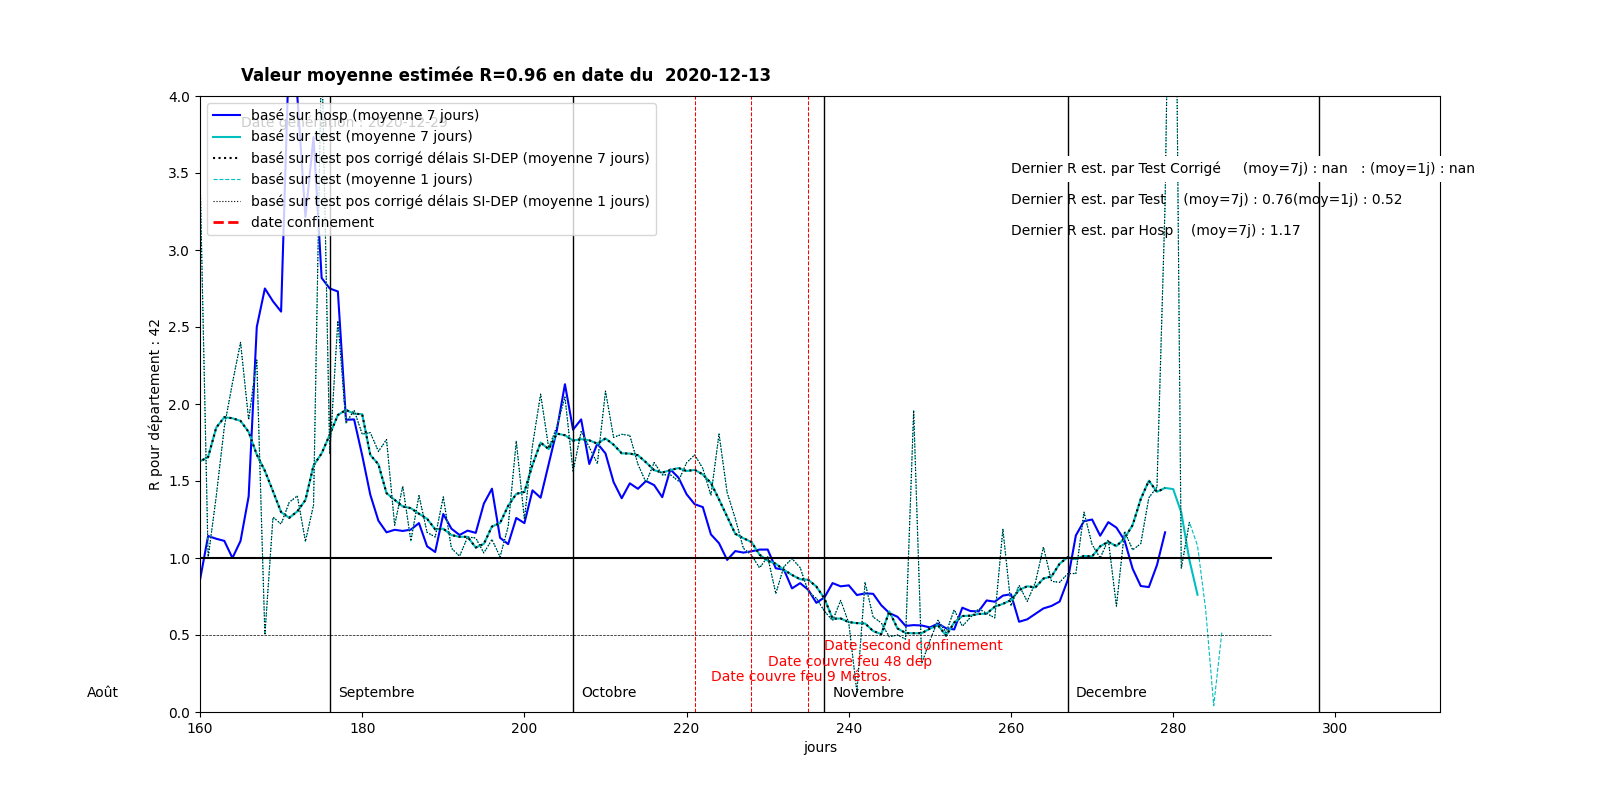 Valeur moyenne estimée R=0.96 en date du  2020-12-13
4.0
3.5
3.0
2.5
2.0
1.5
1.0
0.5
0.0
R pour département : 42
basé sur hosp (moyenne 7 jours)
basé sur test (moyenne 7 jours)
basé sur test pos corrigé délais SI-DEP (moyenne 7 jours)
basé sur test (moyenne 1 jours)
basé sur test pos corrigé délais SI-DEP (moyenne 1 jours)
date confinement
Dernier R est. par Test Corrigé     (moy=7j) : nan   : (moy=1j) : nan
Dernier R est. par Test    (moy=7j) : 0.76(moy=1j) : 0.52
Dernier R est. par Hosp    (moy=7j) : 1.17
Date second confinement
Date couvre feu 48 dep
Date couvre feu 9 Metros.
Août
Septembre
Octobre
Novembre
Decembre
160
180
200
220
240
260
280
300
jours